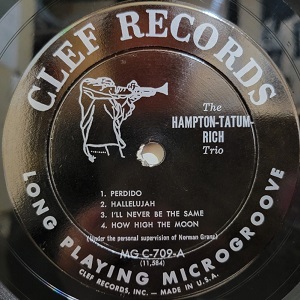 CLEF RECORDS
The
HAMPTON-TATUM-
RICH
Trio
1. PERDIDO
2. HALLELUJAH
3. I'LL NEVER BE THE SAME
4. HOW HIGH THE MOON
(Under the personal supervision of Norman Granz)
MG C-709-A
(11,584)
LONG PLAYING MICROGROOVE
CLEF RECORDS, INC. — MADE IN U.S.A.